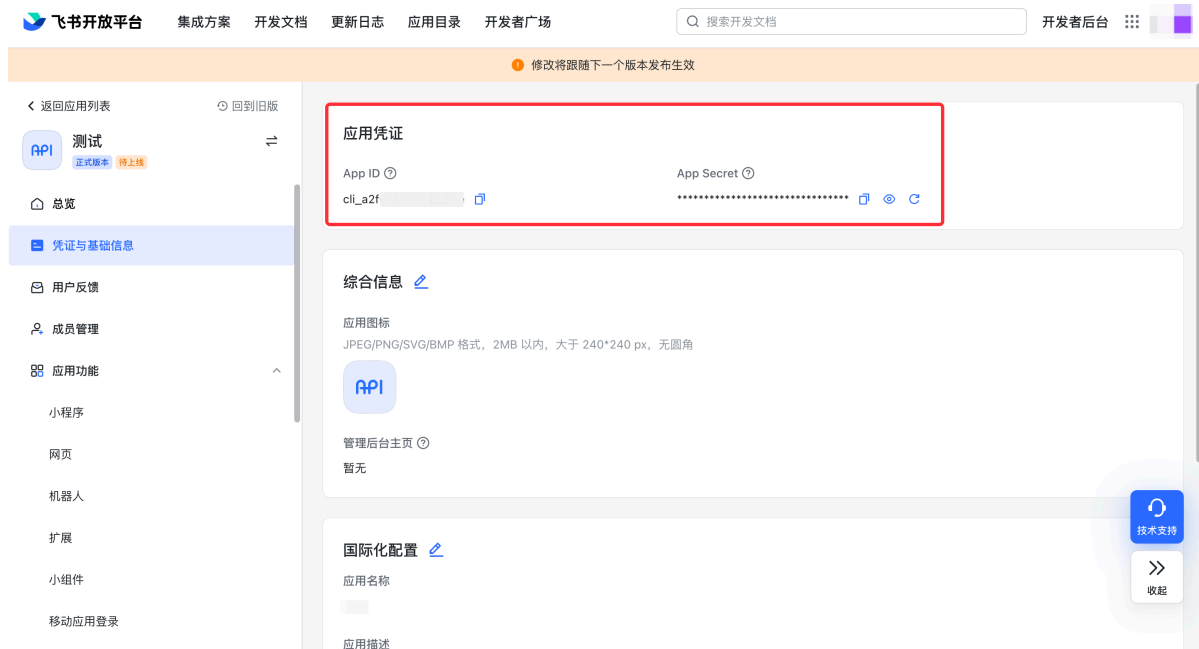 飞书开放平台 集成方案 开发文档 更新日志 应用目录 开发者广场 搜索开发文档 开发者后台
修改将跟随下一个版本发布生效
返回应用列表 回到旧版
API 测试
正式版本 待上线
总览
凭证与基础信息
用户反馈
成员管理
应用功能
小程序
网页
机器人
扩展
小组件
移动应用登录
应用凭证
App ID App Secret
cli_a2f *******************************
综合信息
应用图标
JPEG/PNG/SVG/BMP 格式，2MB 以内，大于 240*240 px，无圆角
API
管理后台主页
暂无
国际化配置
应用名称
应用描述
技术支持
收起